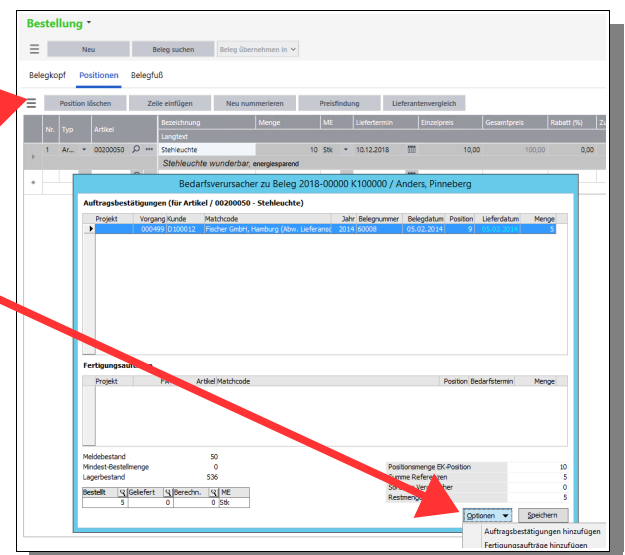 Bestellung
Neu Beleg suchen Beleg übernehmen in
Belegkopf Positionen Belegfuß
Position löschen Zeile einfügen Neu nummerieren Preisfindung Lieferantenvergleich
Nr. Typ Artikel Bezeichnung Menge ME Liefertermin Einzelpreis Gesamtpreis Rabatt (%) Zu
Langtext
1 Ar... 00200050 Stehleuchte 10 Stk 10.12.2018 10,00 100,00 0,00
Stehleuchte wunderbar, energiesparend
Bedarfsverursacher zu Beleg 2018-00000 K100000 / Anders, Pinneberg
Auftragsbestätigungen (für Artikel / 00200050 - Stehleuchte)
Projekt Vorgang Kunde Matchcode Jahr Belegnummer Belegdatum Position Lieferdatum Menge
000499 D100012 Fischer GmbH, Hamburg (Abw. Lieferansc 2014 60008 05.02.2014 9 05.02.2014 5
Projekt Artikel Matchcode Position Bedarfstermin Menge
Meldebestand 50
Mindest-Bestellmenge 0
Lagerbestand 536
Bestellt Geliefert Berechn. ME
5 0 0 Stk
Positionsmenge EK-Position 10
Summe Referenzen 5
0
5
Optionen Speichern
Auftragsbestätigungen hinzufügen
Fertigungsaufträge hinzufügen